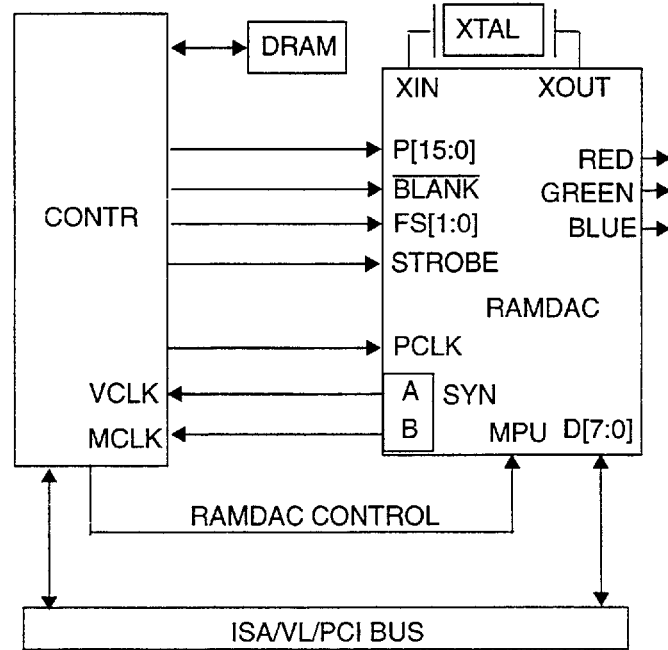 XTAL
DRAM
XIN XOUT
P[15:0]
RED
BLANK
GREEN
CONTR
FS[1:0]
BLUE
STROBE
RAMDAC
PCLK
VCLK A SYN
MCLK B MPU D[7:0]
RAMDAC CONTROL
ISA/VL/PCI BUS